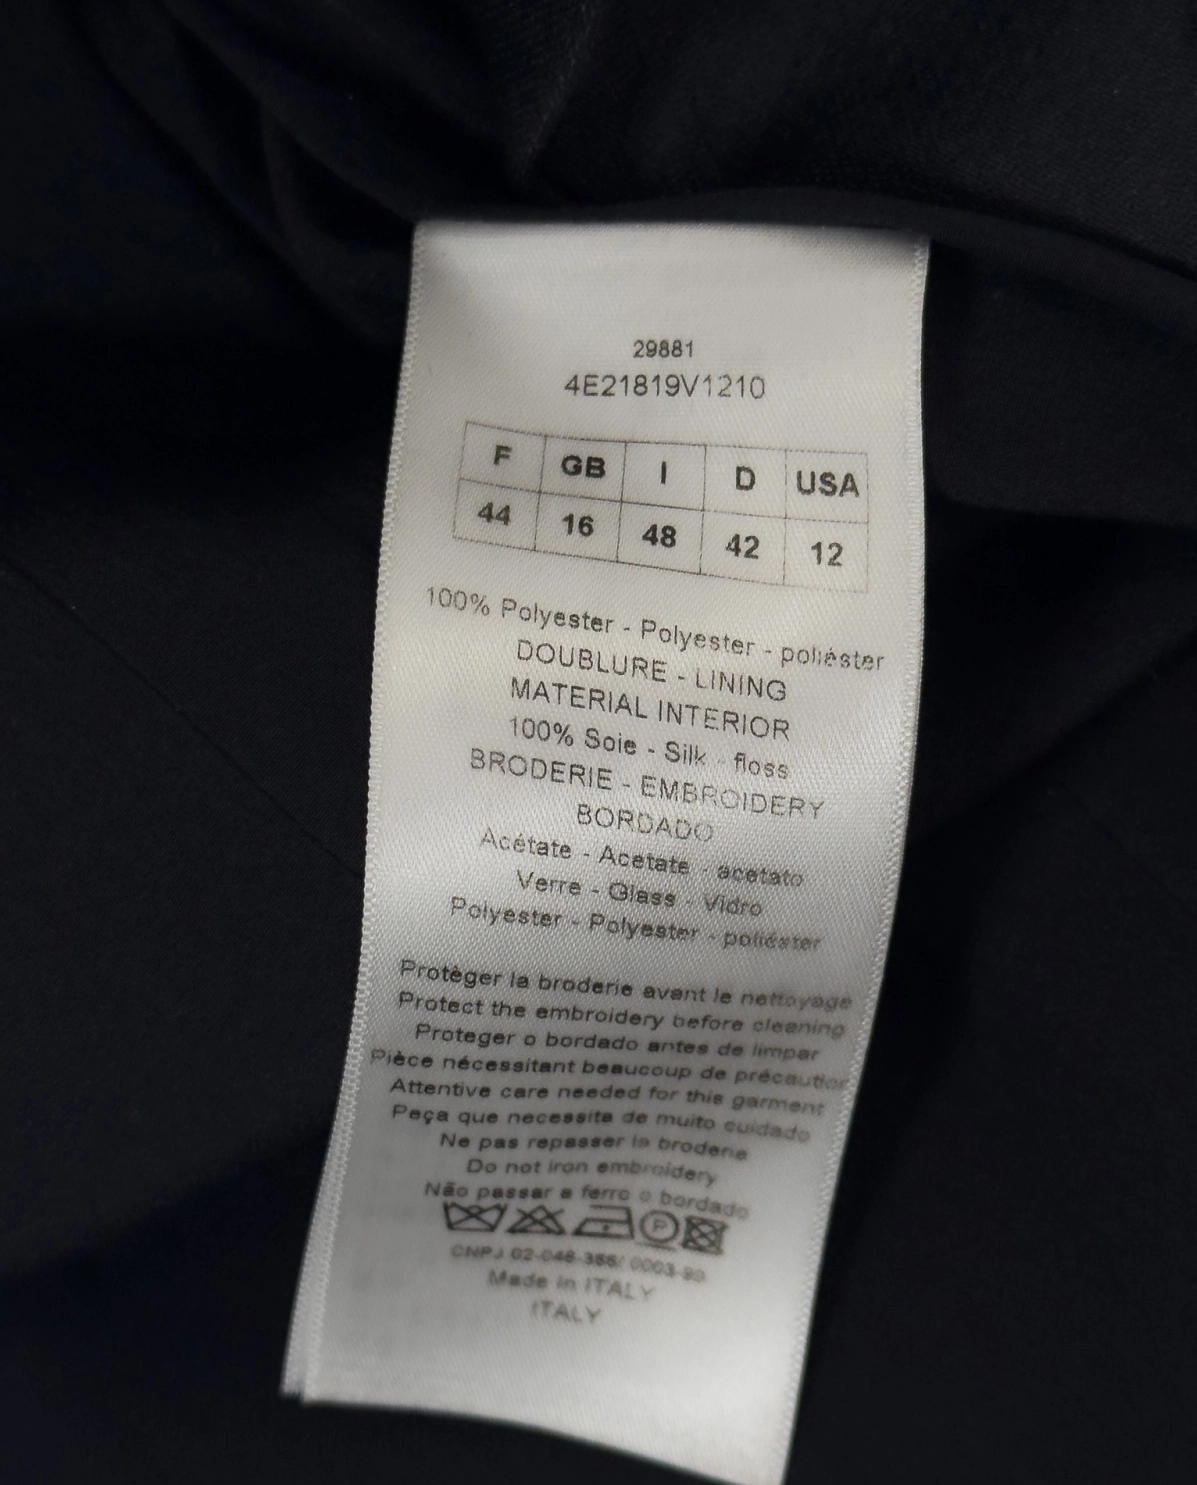 29881
4E21819V1210
F GB I D USA
44 16 48 42 12
100% Polyester - Polyester - poliéster
DOUBLURE - LINING
MATERIAL INTERIOR
100% Soie - Silk - floss
BRODERIE - EMBROIDERY
BORDADO
Acétate - Acetate - acetato
Verre - Glass - Vidro
Polyester - Polyester - poliéster
Protèger la broderie avant le nettoyage
Protect the embroidery before cleaning
Proteger o bordado antes de limpar
Pièce nécessitant beaucoup de précaution
Attentive care needed for this garment
Peça que necessita de muito cuidado
Ne pas repasser la broderie
Do not iron embroidery
Não passar a ferro o bordado
P
CNPJ
Made in ITALY
ITALY